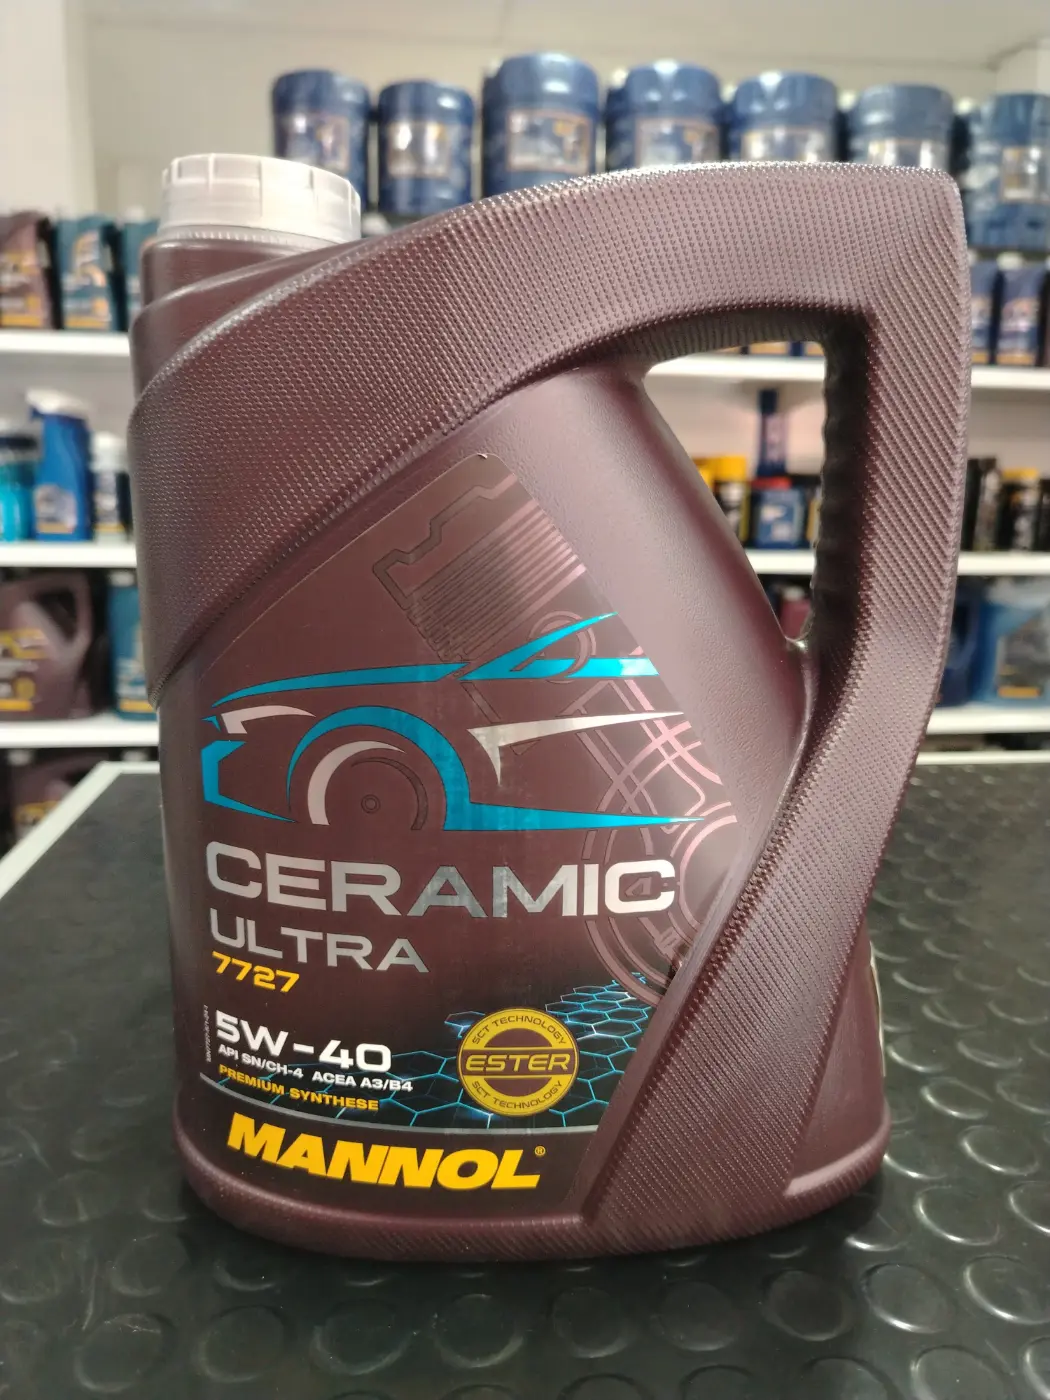 CERAMIC
ULTRA
7727
5W-40
API SN/CH-4 ACEA A3/B4
PREMIUM SYNTHESE
SCT TECHNOLOGY
ESTER
SCT TECHNOLOGY
MANNOL®